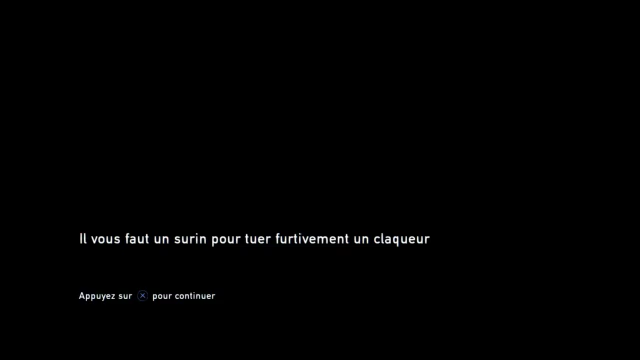 Il vous faut un surin pour tuer furtivement un claqueur
Appuyez sur ⓧ pour continuer